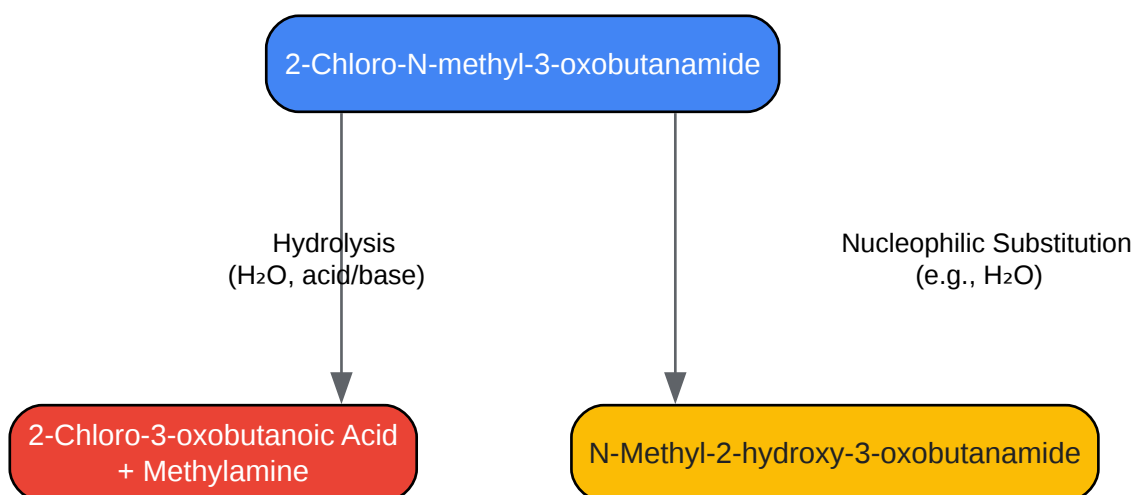 2-Chloro-N-methyl-3-oxobutanamide
Hydrolysis
(H₂O, acid/base)
Nucleophilic Substitution
(e.g., H₂O)
2-Chloro-3-oxobutanoic Acid
+ Methylamine
N-Methyl-2-hydroxy-3-oxobutanamide